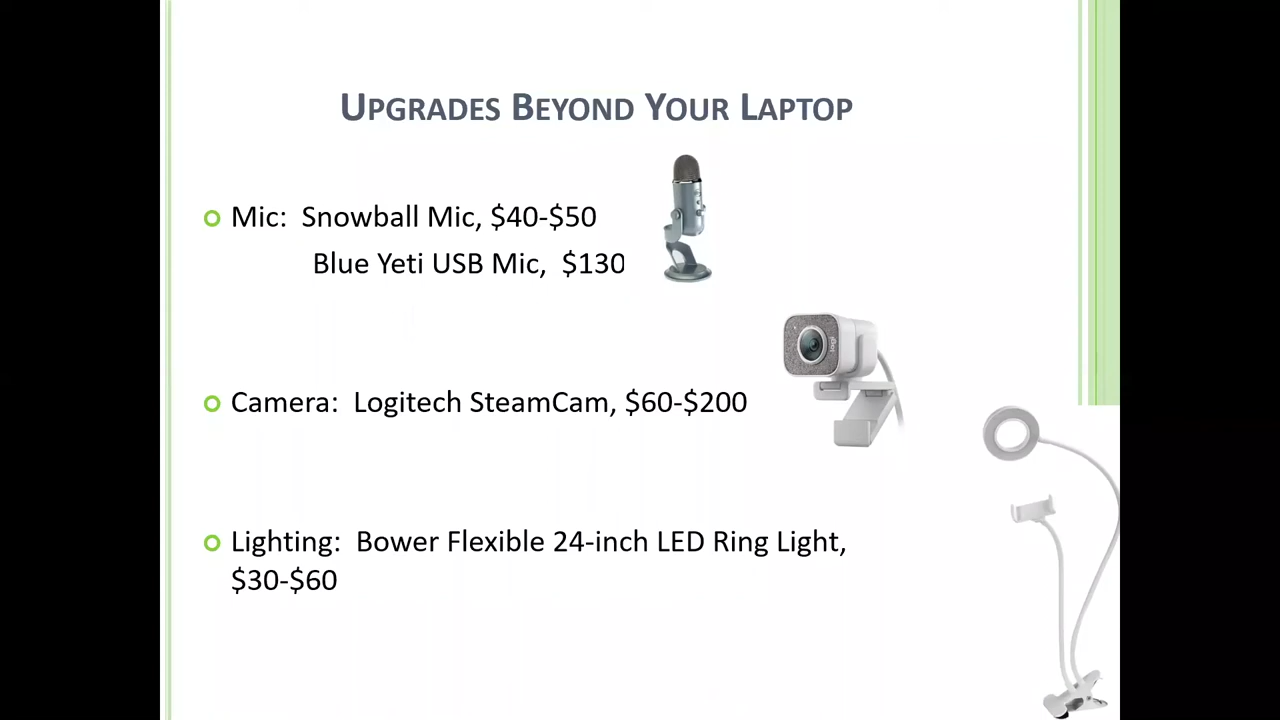 UPGRADES BEYOND YOUR LAPTOP
Mic: Snowball Mic, $40-$50
Blue Yeti USB Mic, $130
logi
Camera: Logitech SteamCam, $60-$200
Lighting: Bower Flexible 24-inch LED Ring Light,
$30-$60